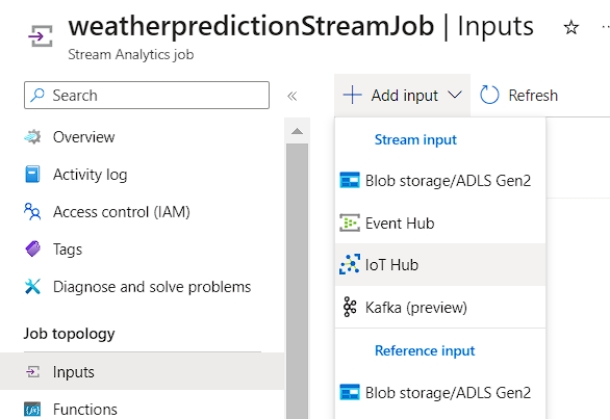 weatherpredictionStreamJob | Inputs
Stream Analytics job
Search
Overview
Activity log
Access control (IAM)
Tags
Diagnose and solve problems
Job topology
Inputs
Functions
Add input
Refresh
Stream input
Blob storage/ADLS Gen2
Event Hub
IoT Hub
Kafka (preview)
Reference input
Blob storage/ADLS Gen2